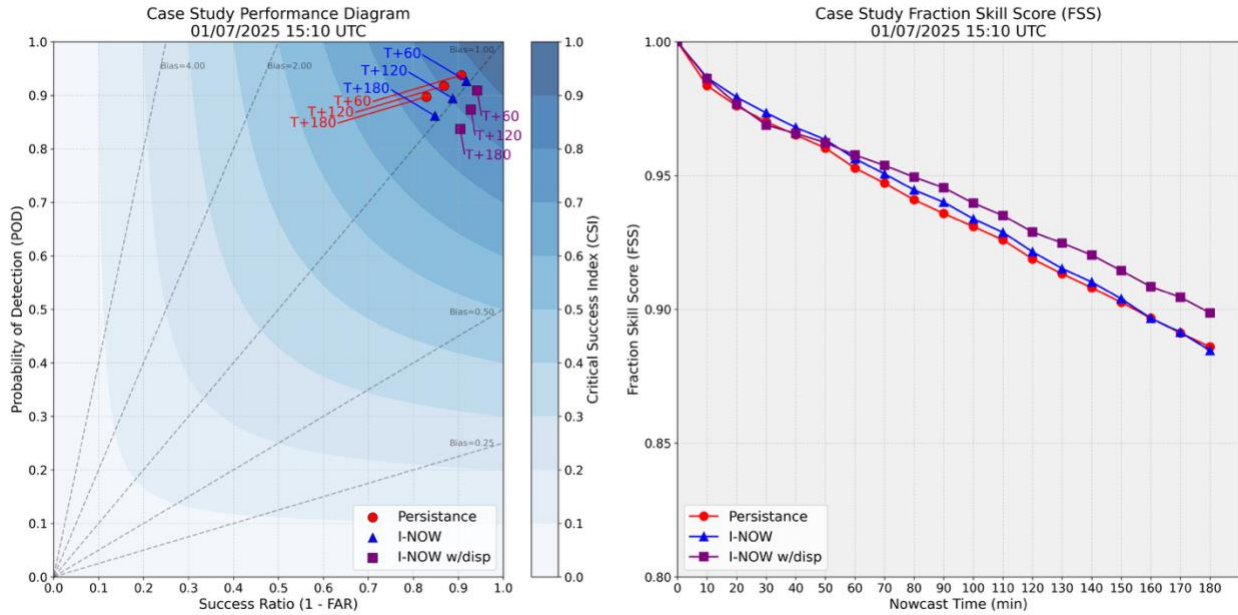 Case Study Performance Diagram
01/07/2025 15:10 UTC
1.0
0.9
0.8
0.7
0.6
0.5
0.4
0.3
0.2
0.1
0.0
Probability of Detection (POD)
Bias=4.00
Bias=2.00
Bias=1.00
Bias=0.50
Bias=0.25
T+60
T+120
T+180
T+60
T+120
T+180
T+60
T+120
T+180
Persistance
I-NOW
I-NOW w/disp
0.0 0.1 0.2 0.3 0.4 0.5 0.6 0.7 0.8 0.9 1.0
Success Ratio (1 - FAR)
1.0
0.9
0.8
0.7
0.6
0.5
0.4
0.3
0.2
0.1
0.0
Critical Success Index (CSI)
Case Study Fraction Skill Score (FSS)
01/07/2025 15:10 UTC
1.00
0.95
0.90
0.85
0.80
Fraction Skill Score (FSS)
Persistance
I-NOW
I-NOW w/disp
0 10 20 30 40 50 60 70 80 90 100 110 120 130 140 150 160 170 180
Nowcast Time (min)